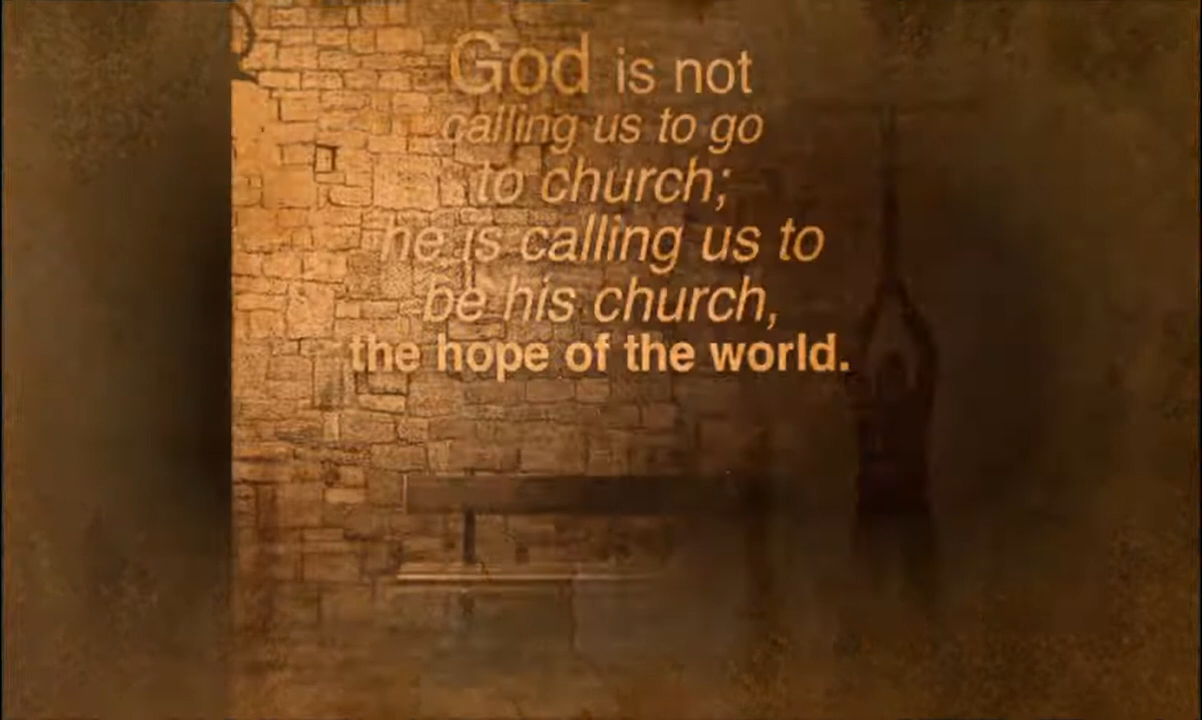 God is not
calling us to go
to church;
he is calling us to
be his church,
the hope of the world.